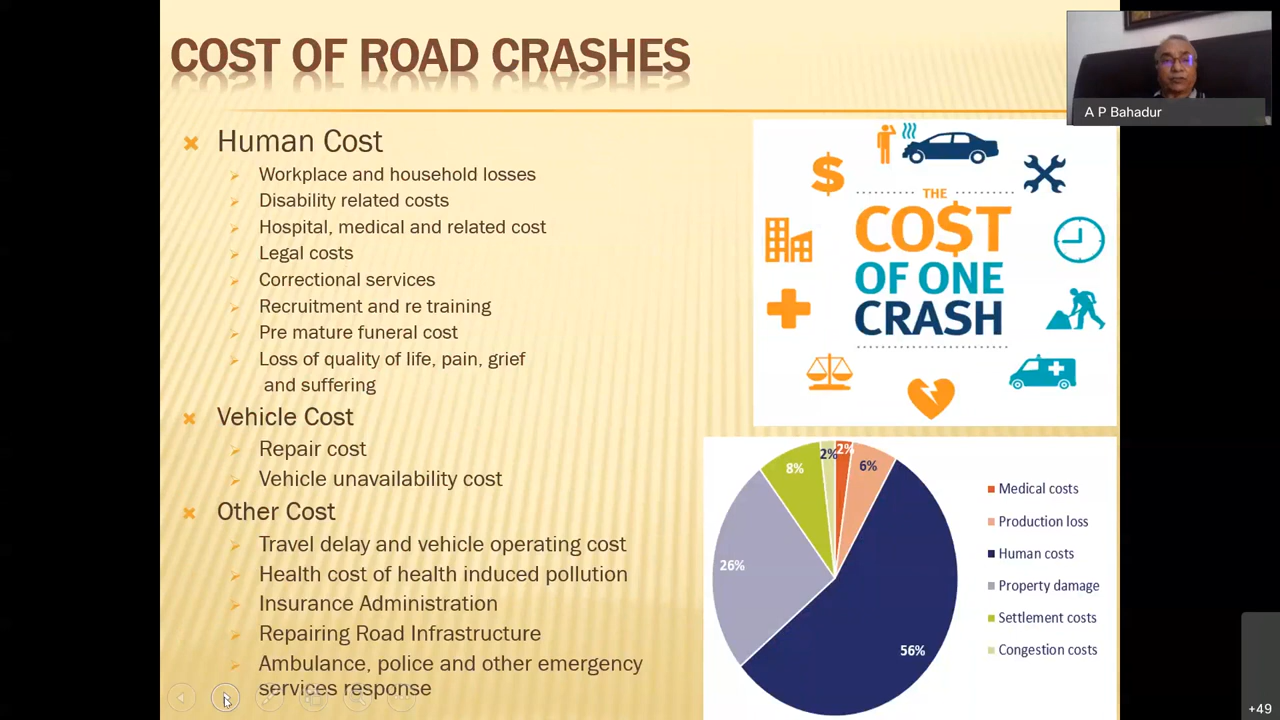 COST OF ROAD CRASHES
Human Cost
Workplace and household losses
Disability related costs
Hospital, medical and related cost
Legal costs
Correctional services
Recruitment and re training
Pre mature funeral cost
Loss of quality of life, pain, grief
and suffering
Vehicle Cost
Repair cost
Vehicle unavailability cost
Other Cost
Travel delay and vehicle operating cost
Health cost of health induced pollution
Insurance Administration
Repairing Road Infrastructure
Ambulance, police and other emergency
services response
A P Bahadur
$
THE
CO$T
OF ONE
CRASH
2%
2%
6%
8%
26%
56%
Medical costs
Production loss
Human costs
Property damage
Settlement costs
Congestion costs
+49